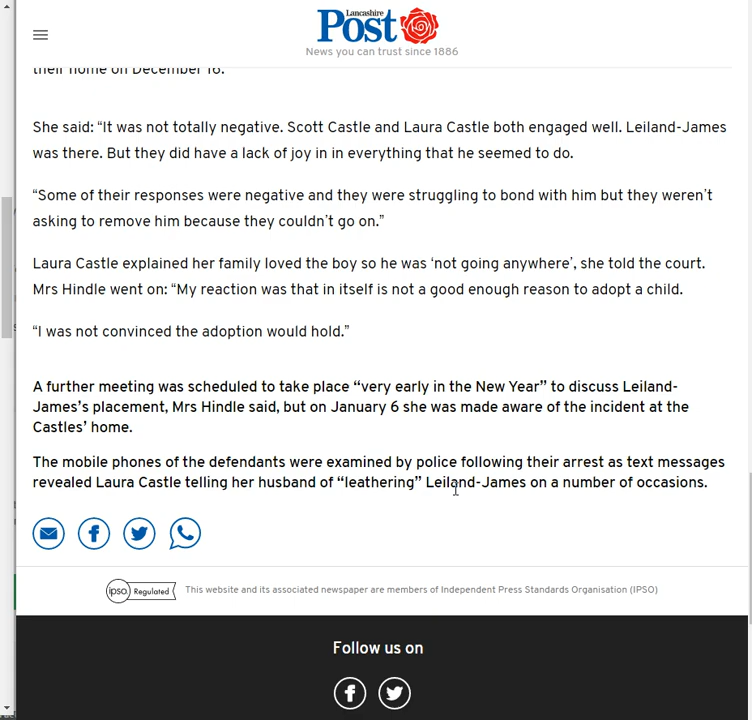 Lancashire
Post
News you can trust since 1886
their home on December 16.
She said: “It was not totally negative. Scott Castle and Laura Castle both engaged well. Leiland-James
was there. But they did have a lack of joy in in everything that he seemed to do.
“Some of their responses were negative and they were struggling to bond with him but they weren’t
asking to remove him because they couldn’t go on.”
Laura Castle explained her family loved the boy so he was ‘not going anywhere’, she told the court.
Mrs Hindle went on: “My reaction was that in itself is not a good enough reason to adopt a child.
“I was not convinced the adoption would hold.”
A further meeting was scheduled to take place “very early in the New Year” to discuss Leiland-
James’s placement, Mrs Hindle said, but on January 6 she was made aware of the incident at the
Castles’ home.
The mobile phones of the defendants were examined by police following their arrest as text messages
revealed Laura Castle telling her husband of “leathering” Leiland-James on a number of occasions.
ipso. Regulated
This website and its associated newspaper are members of Independent Press Standards Organisation (IPSO)
Follow us on